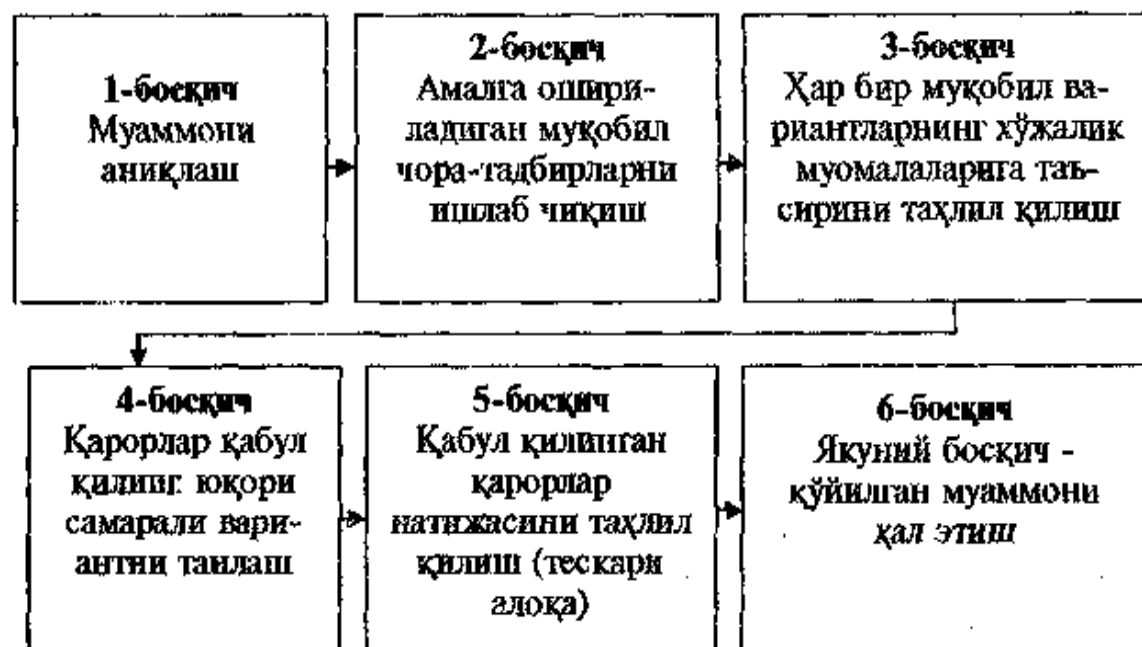 1-босқич
Муаммони
аниқлаш
2-босқич
Амалга ошири-
ладиган муқобил
чора-тадбирларни
ишлаб чиқиш
3-босқич
Ҳар бир муқобил ва-
риантларнинг хўжалик
муомалаларига таъ-
сирини таҳлил қилиш
4-босқич
Қарорлар қабул
қилинг: юқори
самарали вари-
антни танлаш
5-босқич
Қабул қилинган
қарорлар
натижасини таҳлил
қилиш (тескари
алоқа)
6-босқич
Якуний босқич -
қўйилган муаммони
ҳал этиш